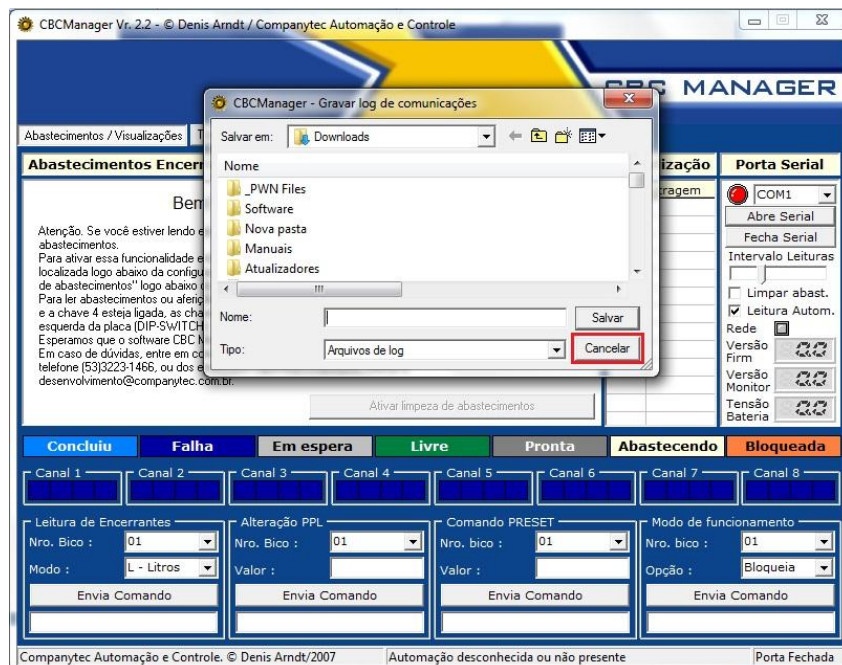 CBCManager Vr. 2.2 - © Denis Arndt / Companytec Automação e Controle
CBC MANAGER
CBCManager - Gravar log de comunicações
Salvar em:
Downloads
Nome
_PWN Files
Software
Nova pasta
Manuais
Atualizadores
Nome:
Salvar
Tipo:
Arquivos de log
Cancelar
Abastecimentos / Visualizações
Abastecimentos Encerr
Ben
Atenção. Se você estiver lendo e
abastecimentos.
Para ativar essa funcionalidade e
localizada logo abaixo da configu
de abastecimentos" logo abaixo
Para ler abastecimentos ou aferiç
e a chave 4 esteja ligada, as cha
esquerda da placa (DIP-SWITCH
Esperamos que o software CBC M
Em caso de dúvidas, entre em co
telefone (53)3223-1466, ou dos e
desenvolvimento@companytec.com.br.
Ativar limpeza de abastecimentos
ização
ragem
Porta Serial
COM1
Abre Serial
Fecha Serial
Intervalo Leituras
Limpar abast.
Leitura Autom.
Rede
Versão
Firm
Versão
Monitor
Tensão
Bateria
Concluiu
Falha
Em espera
Livre
Pronta
Abastecendo
Bloqueada
Canal 1
Canal 2
Canal 3
Canal 4
Canal 5
Canal 6
Canal 7
Canal 8
Leitura de Encerrantes
Nro. Bico :
01
Modo :
L - Litros
Envia Comando
Alteração PPL
Nro. Bico :
01
Valor :
Envia Comando
Comando PRESET
Nro. bico :
01
Valor :
Envia Comando
Modo de funcionamento
Nro. bico :
01
Opção :
Bloqueia
Envia Comando
Companytec Automação e Controle. © Denis Arndt/2007
Automação desconhecida ou não presente
Porta Fechada